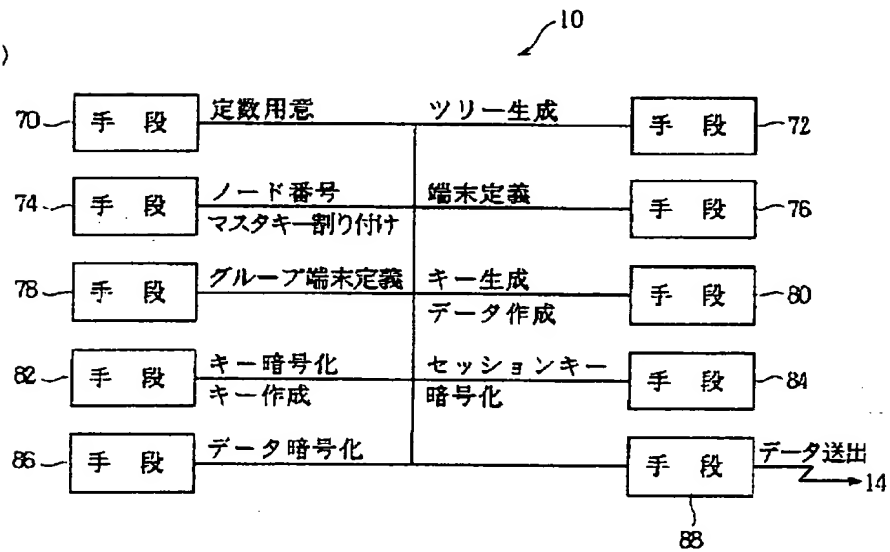 10
)
70 手段 定数用意 ツリー生成 手段 72
74 手段 ノード番号 端末定義 手段 76
マスタキー割り付け
78 手段 グループ端末定義 キー生成 手段 80
データ作成
82 手段 キー暗号化 セッションキー 手段 84
キー作成 暗号化
86 手段 データ暗号化 手段 データ送出
14
88